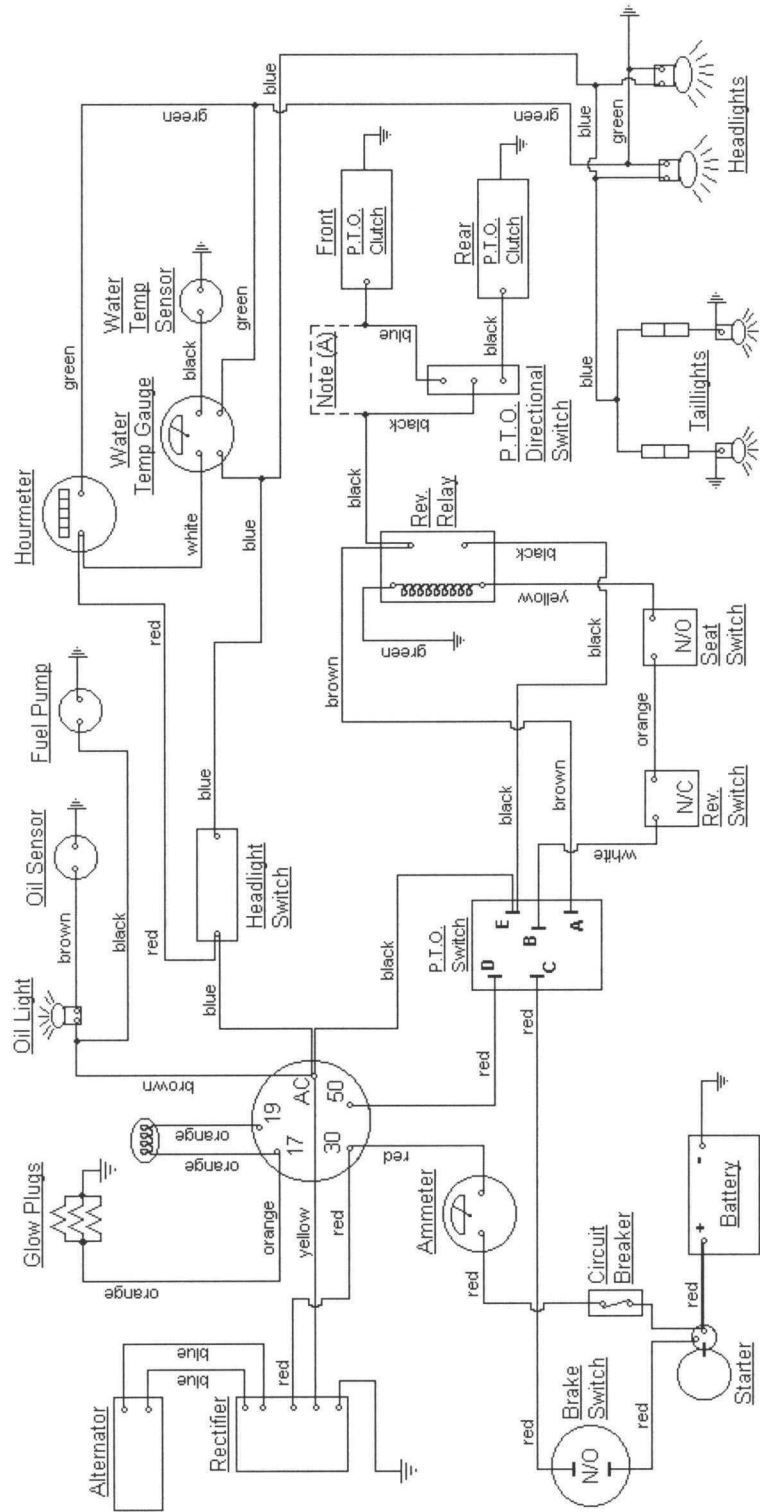 Alternator
blue
blue
Rectifier
red
yellow
red
Glow Plugs
orange
orange
orange
orange
17
19
30
50
AC
brown
Oil Light
brown
black
Oil Sensor
Fuel Pump
Hourmeter
green
red
red
white
Water
Temp Gauge
black
Water
Temp
Sensor
green
green
blue
blue
blue
blue
Headlight
Switch
black
red
Ammeter
red
Circuit
Breaker
red
Brake
Switch
N/O
red
red
Starter
red
+
-
Battery
red
red
P.T.O.
Switch
D
E
B
C
A
black
brown
white
N/C
Rev.
Switch
orange
N/O
Seat
Switch
yellow
black
black
brown
green
Rev.
Relay
black
Note (A)
black
blue
black
P.T.O.
Directional
Switch
Front
P.T.O.
Clutch
Rear
P.T.O.
Clutch
green
blue
green
blue
Taillights
Headlights